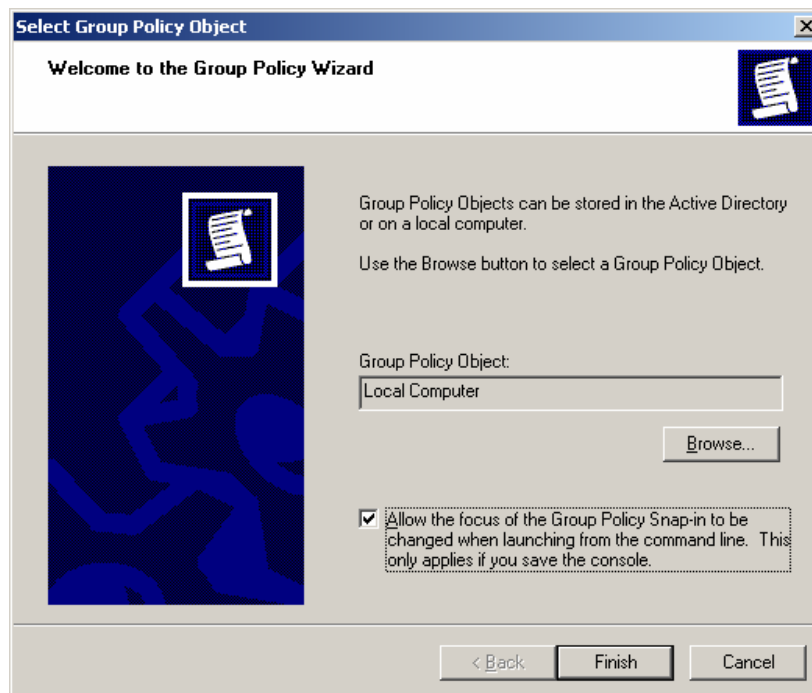 Select Group Policy Object
Welcome to the Group Policy Wizard
Group Policy Objects can be stored in the Active Directory
or on a local computer.
Use the Browse button to select a Group Policy Object.
Group Policy Object:
Local Computer
Browse...
Allow the focus of the Group Policy Snap-in to be
changed when launching from the command line. This
only applies if you save the console.
< Back
Finish
Cancel